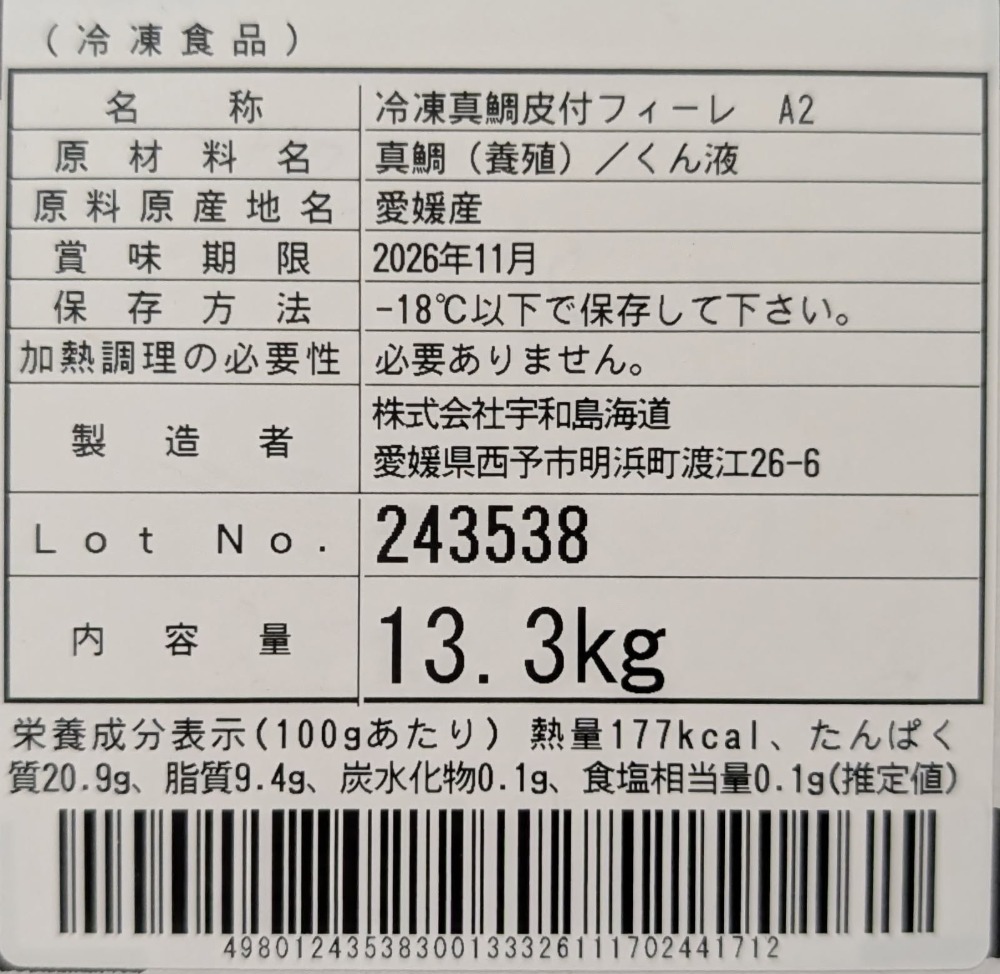 (冷凍食品)
名称 冷凍真鯛皮付フィーレ A2
原材料名 真鯛（養殖）／くん液
原料原産地名 愛媛産
賞味期限 2026年11月
保存方法 -18℃以下で保存して下さい。
加熱調理の必要性 必要ありません。
製造者 株式会社宇和島海道
愛媛県西予市明浜町渡江26-6
Lot No. 243538
内容量 13.3kg
栄養成分表示(100gあたり) 熱量177kcal、たんぱく
質20.9g、脂質9.4g、炭水化物0.1g、食塩相当量0.1g(推定値)
49801243538300133326111702441712